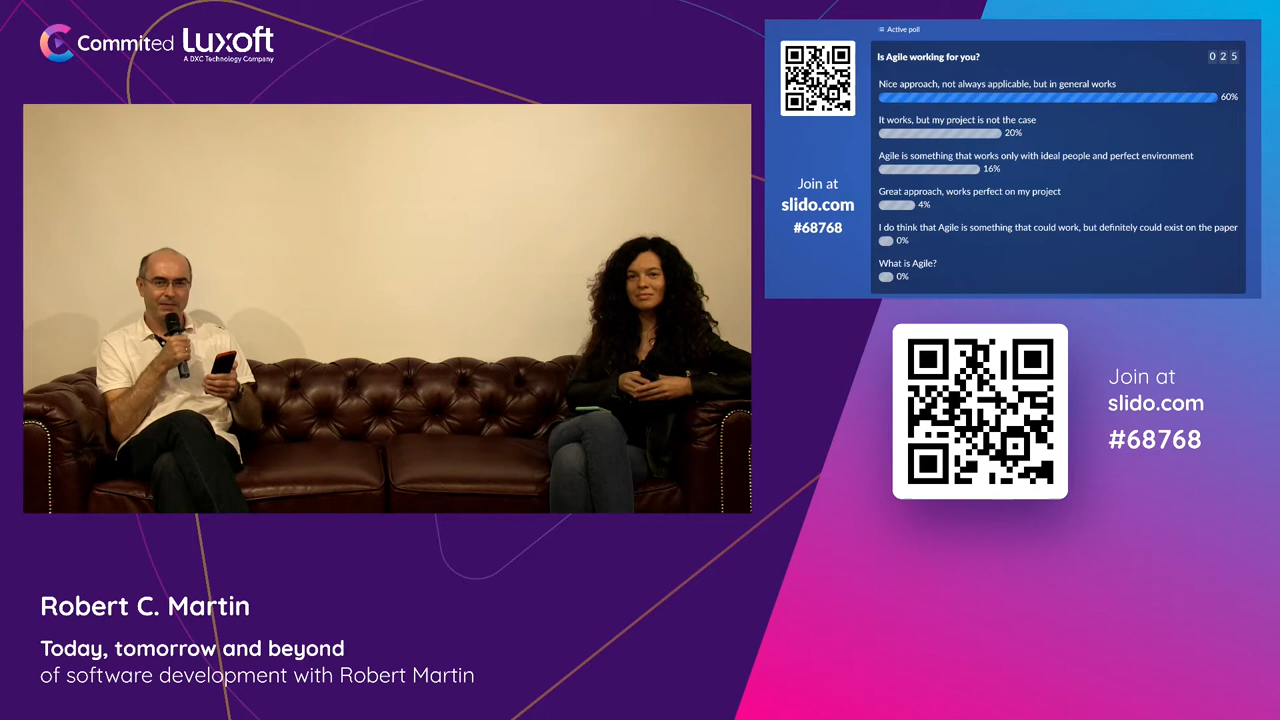 Commited Luxoft
A DXC Technology Company
Active poll
Is Agile working for you?
0 2 5
Nice approach, not always applicable, but in general works
60%
It works, but my project is not the case
20%
Agile is something that works only with ideal people and perfect environment
16%
Great approach, works perfect on my project
4%
I do think that Agile is something that could work, but definitely could exist on the paper
0%
What is Agile?
0%
Join at
slido.com
#68768
Join at
slido.com
#68768
Robert C. Martin
Today, tomorrow and beyond
of software development with Robert Martin